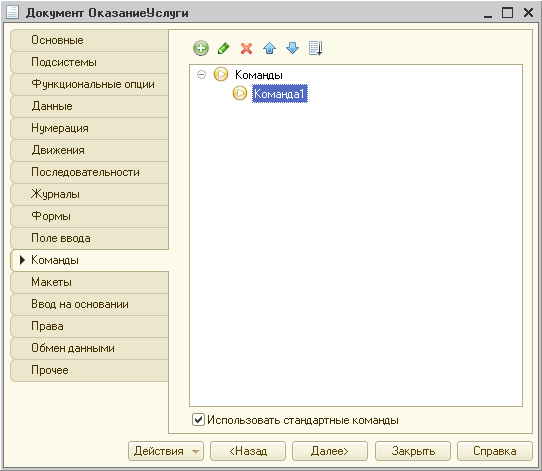 Документ ОказаниеУслуги
Основные
Подсистемы
Функциональные опции
Данные
Нумерация
Движения
Последовательности
Журналы
Формы
Поле ввода
Команды
Макеты
Ввод на основании
Права
Обмен данными
Прочее
Команды
Команда1
Использовать стандартные команды
Действия
<Назад
Далее>
Закрыть
Справка